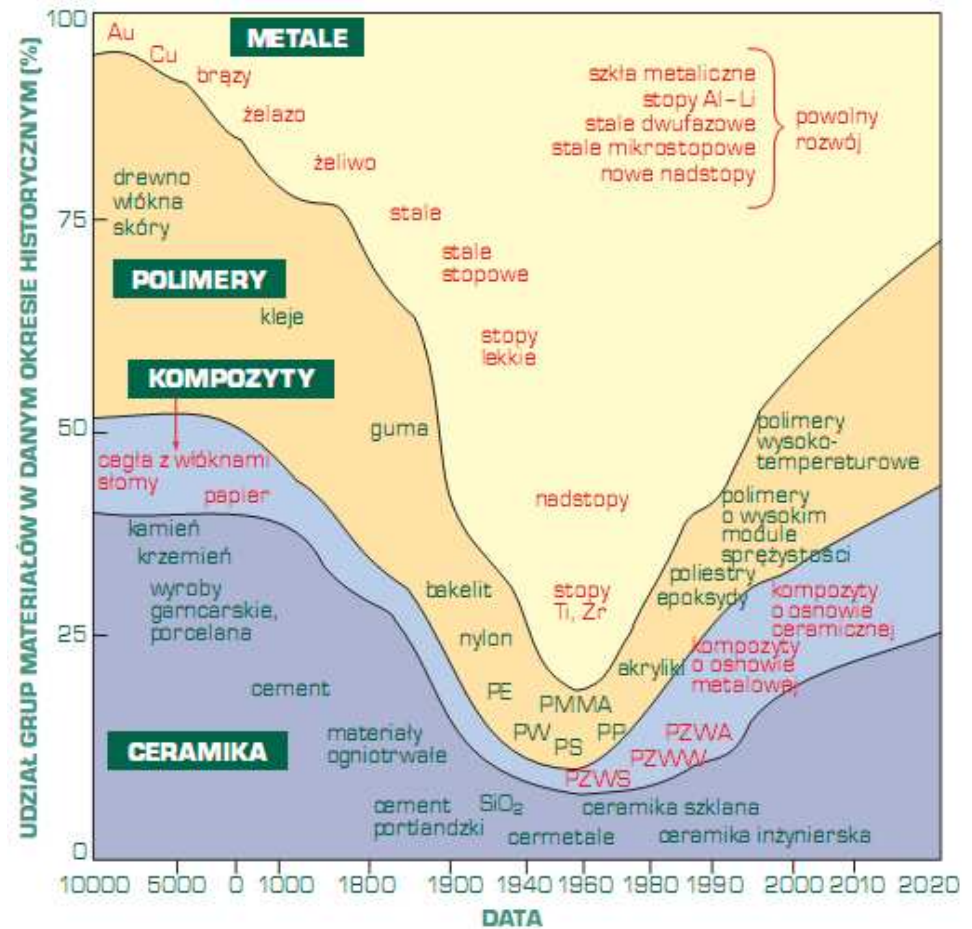 UDZIAŁ GRUP MATERIAŁÓW W DANYM OKRESIE HISTORYCZNYM (%)
100
75
50
25
0
METALE
Au
Cu
brązy
żelazo
żeliwo
stale
stale
stopowe
stopy
lekkie
nadstopy
stopy
Ti, Zr
szkła metaliczne
stopy Al–Li
stale dwufazowe
stale mikrostopowe
nowe nadstopy
powolny
rozwój
drewno
włókna
skóry
POLIMERY
kleje
guma
bakelit
nylon
PE
PMMA
PW
PS
PP
akryliki
poliestry
epoksydy
polimery
o wysokim
module
sprężystości
polimery
wysoko-
temperaturowe
KOMPOZYTY
cegła z włóknami
słomy
papier
PZWS
PZWW
PZWA
kompozyty
o osnowie
metalowej
kompozyty
o osnowie
ceramicznej
kamień
krzemień
wyroby
garncarskie,
porcelana
cement
CERAMIKA
materiały
ogniotrwałe
cement
portlandzki
SiO₂
cermetale
ceramika szklana
ceramika inżynierska
10000 5000 0 1000 1800 1900 1940 1960 1980 1990 2000 2010 2020
DATA